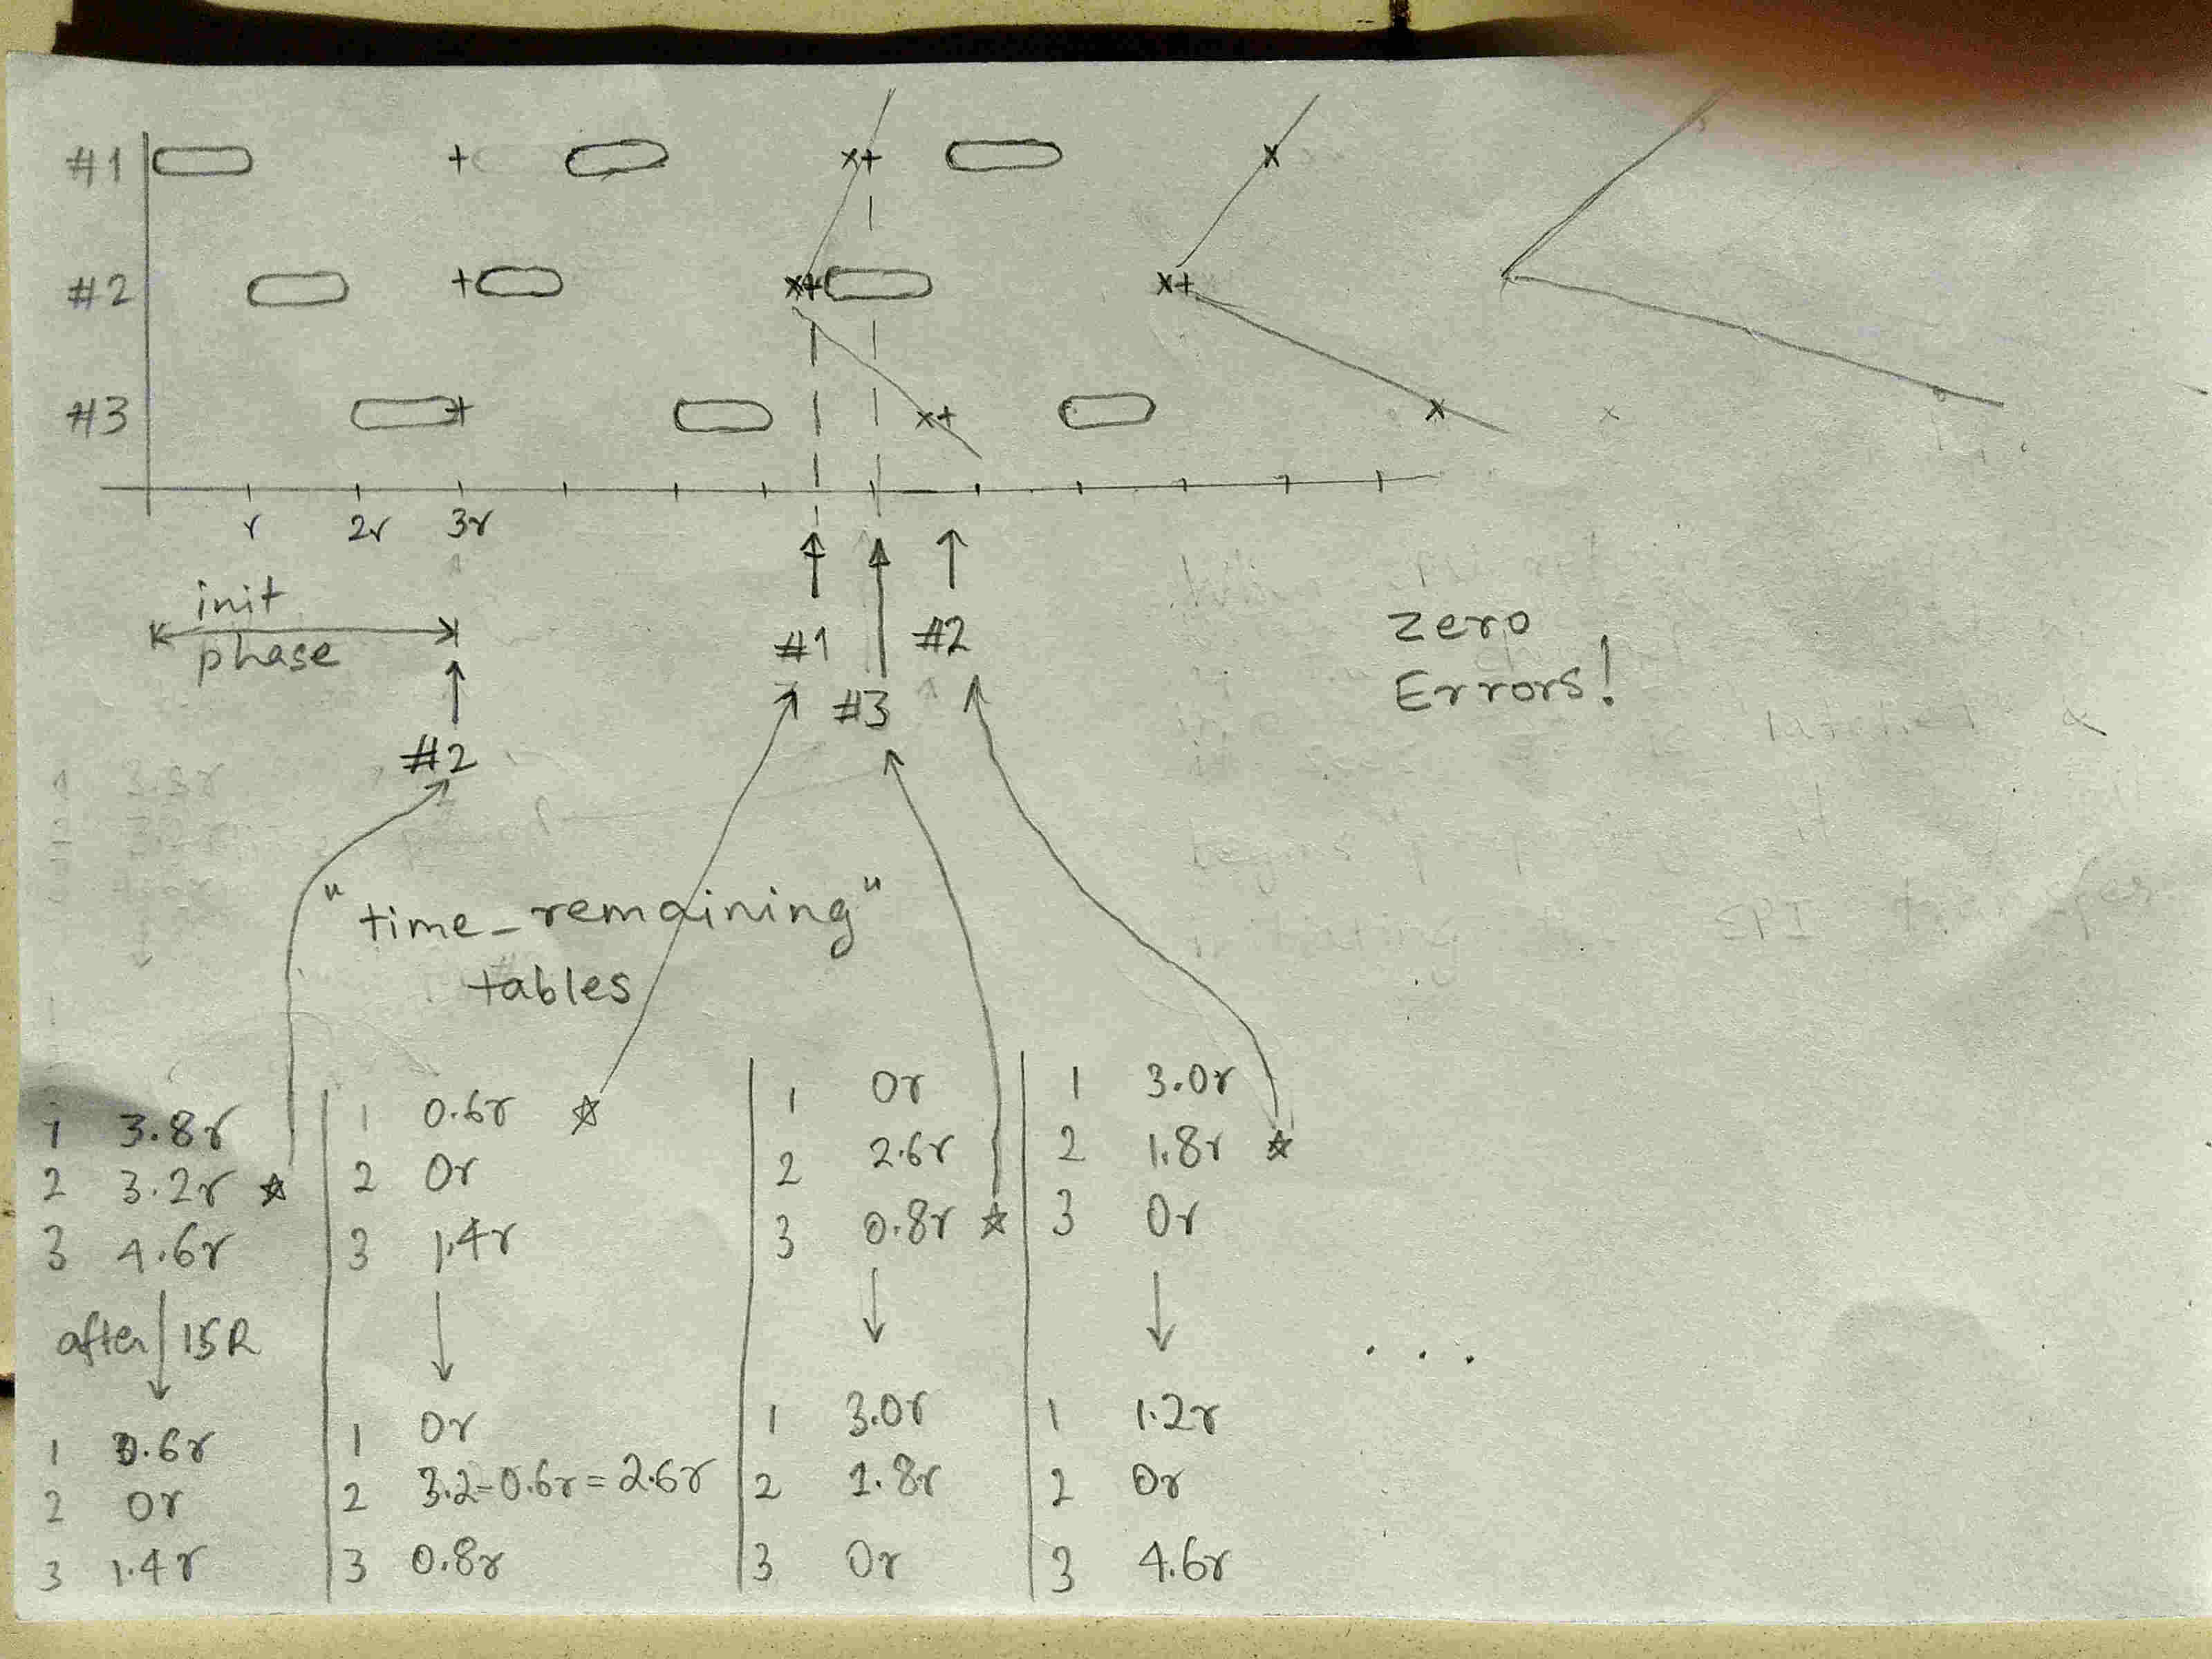 #1
#2
#3
r 2r 3r
init
phase
#1 #2
#3
#2
zero
Errors!
"time_remaining"
tables
1 3.8r
2 3.2r ☆
3 4.6r
after 15R
1 0.6r
2 0r
3 1.4r
1 0.6r ☆
2 0r
3 1.4r
1 0r
2 3.2-0.6r = 2.6r
3 0.8r
1 0r
2 2.6r
3 0.8r ☆
1 3.0r
2 1.8r
3 0r
1 3.0r
2 1.8r ☆
3 0r
1 1.2r
2 0r
3 4.6r
. . .